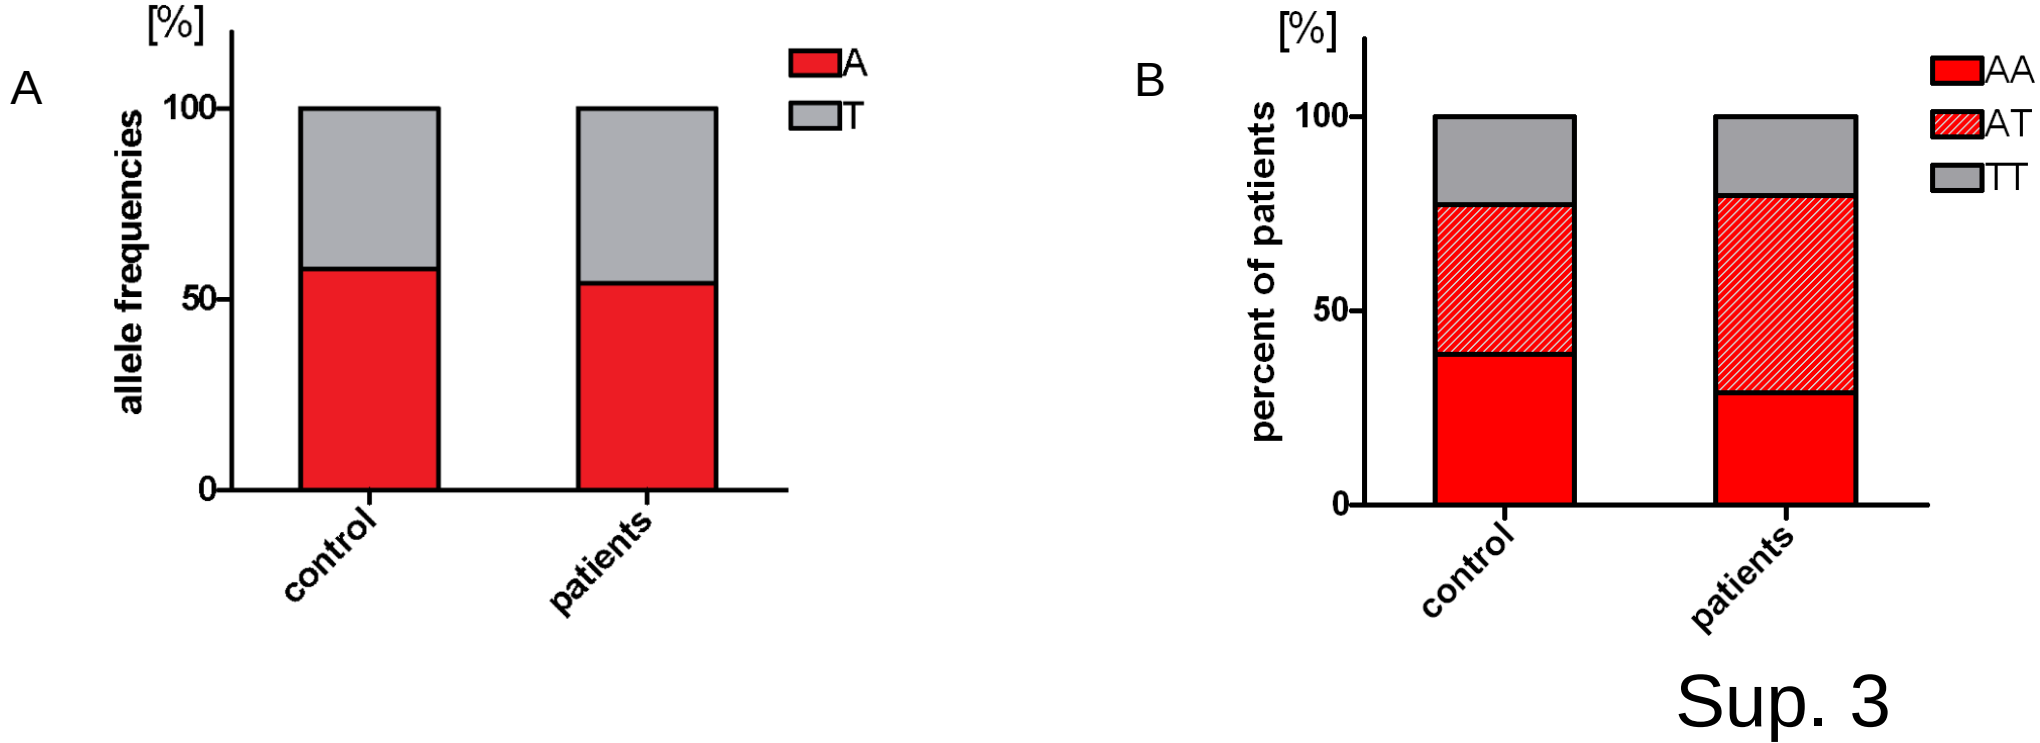 A
[%]
allele frequencies
100
50
0
control
patients
A
T
B
[%]
percent of patients
100
50
0
control
patients
AA
AT
TT
Sup. 3